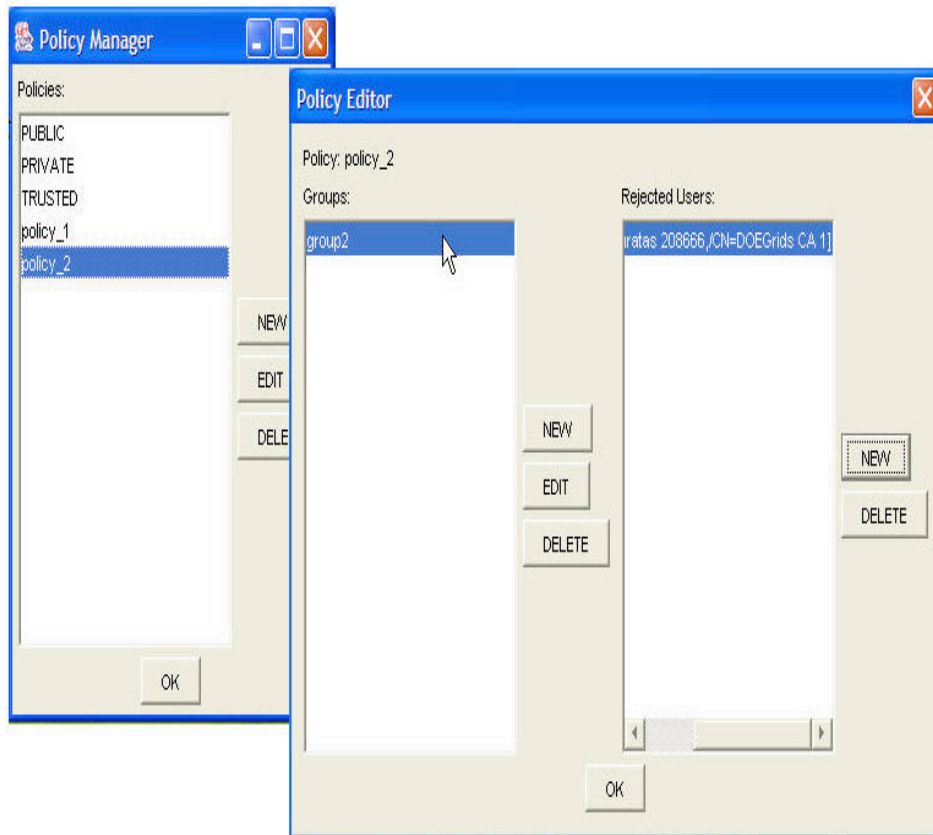 Policy Manager
Policies:
PUBLIC
PRIVATE
TRUSTED
policy_1
policy_2
NEW
EDIT
DELE
OK
Policy Editor
Policy: policy_2
Groups:
group2
NEW
EDIT
DELETE
Rejected Users:
208666,/CN=DOEGrids CA 1]
NEW
DELETE
OK